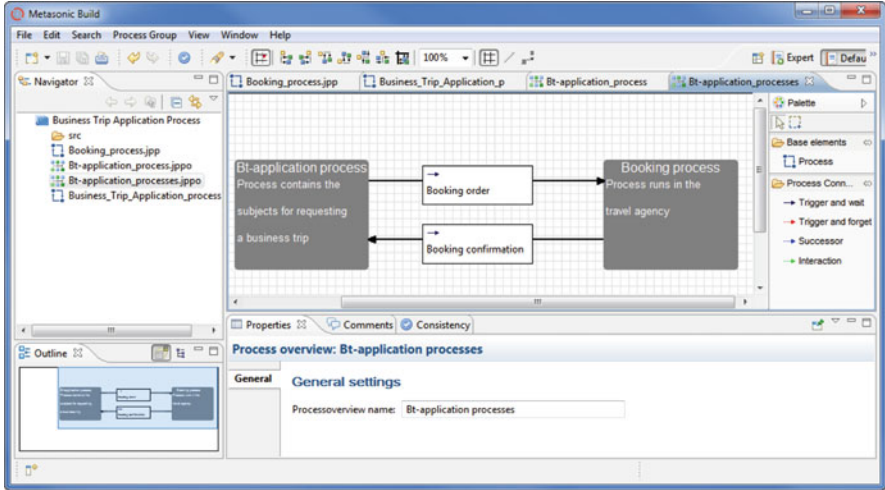 Metasonic Build
File Edit Search Process Group View Window Help
100%
Expert Defau
Navigator
Business Trip Application Process
src
Booking_process.jpp
Bt-application_process.jppo
Bt-application_processes.jppo
Business_Trip_Application_process
Booking_process.jpp Business_Trip_Application_p Bt-application_process Bt-application_processes
Bt-application process
Process contains the
subjects for requesting
a business trip
Booking order
Booking confirmation
Booking process
Process runs in the
travel agency
Palette
Base elements
Process
Process Conn...
Trigger and wait
Trigger and forget
Successor
Interaction
Outline
Properties Comments Consistency
Process overview: Bt-application processes
General
General settings
Processoverview name: Bt-application processes